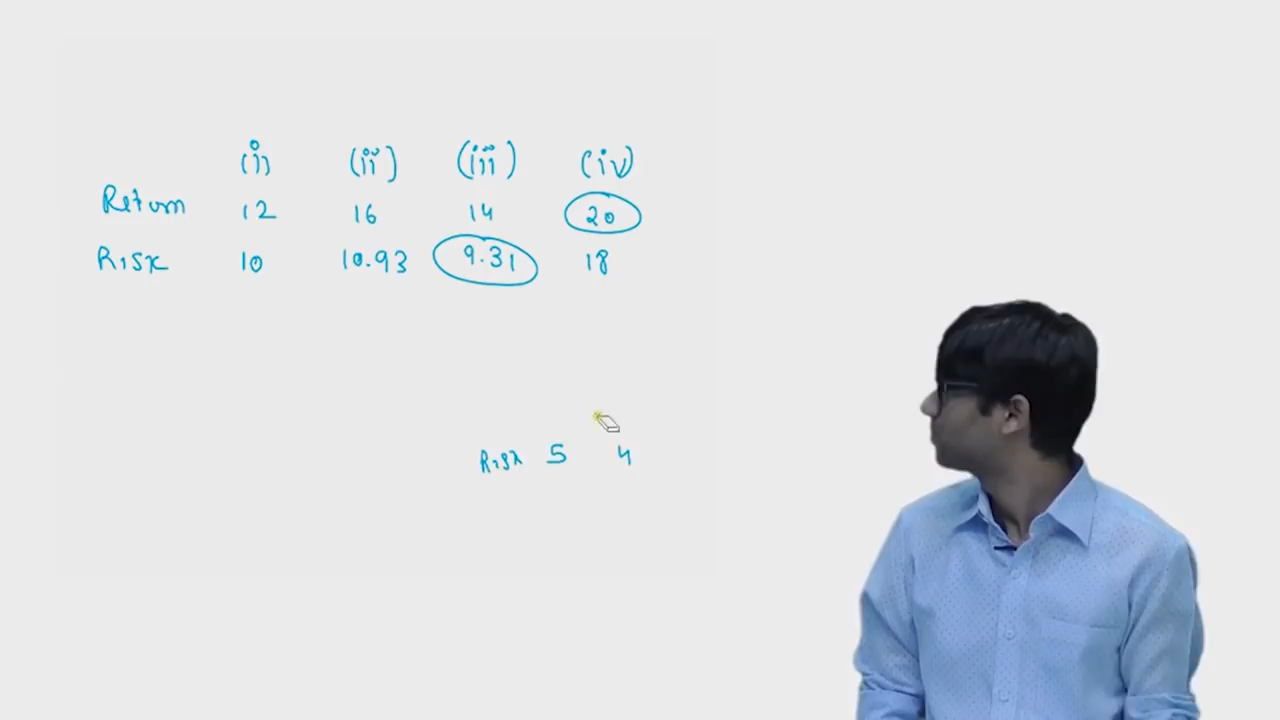 (i) (ii) (iii) (iv)
Return 12 16 14 20
Risk 10 10.93 9.31 18
Risk 5 4